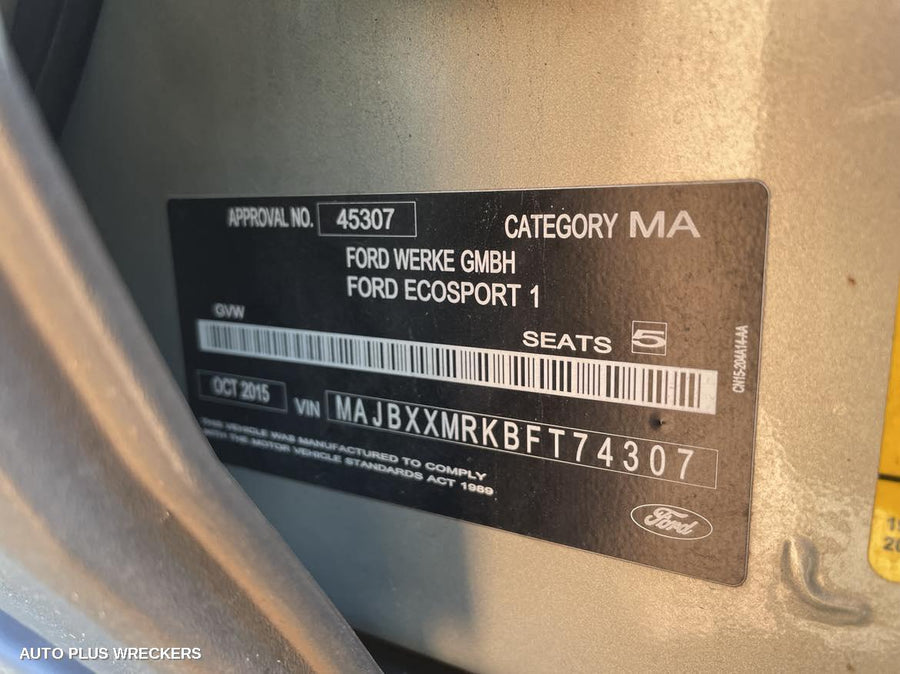 APPROVAL NO. 45307 CATEGORY MA
FORD WERKE GMBH
FORD ECOSPORT 1
GVW
SEATS 5
OCT 2015 VIN MAJBXXMRKBFT74307
THIS VEHICLE WAS MANUFACTURED TO COMPLY
WITH THE MOTOR VEHICLE STANDARDS ACT 1989
CN15-204A14-AA
Ford
AUTO PLUS WRECKERS